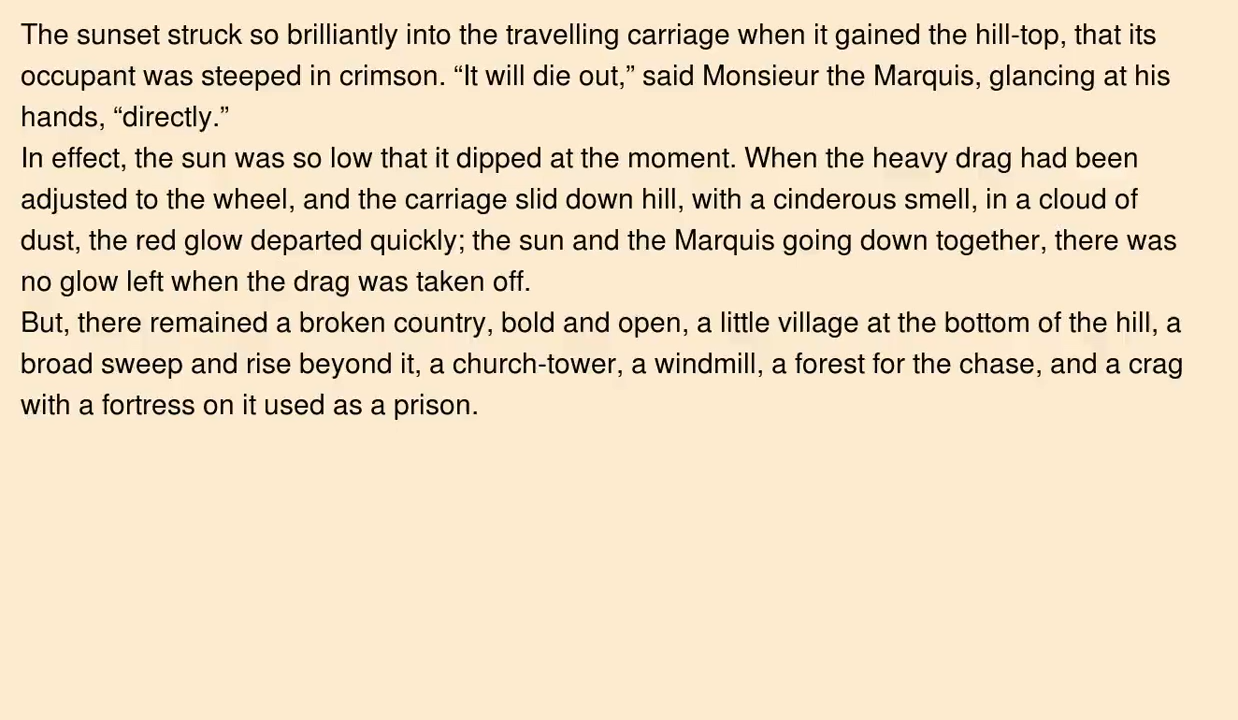 The sunset struck so brilliantly into the travelling carriage when it gained the hill-top, that its
occupant was steeped in crimson. “It will die out,” said Monsieur the Marquis, glancing at his
hands, “directly.”
In effect, the sun was so low that it dipped at the moment. When the heavy drag had been
adjusted to the wheel, and the carriage slid down hill, with a cinderous smell, in a cloud of
dust, the red glow departed quickly; the sun and the Marquis going down together, there was
no glow left when the drag was taken off.
But, there remained a broken country, bold and open, a little village at the bottom of the hill, a
broad sweep and rise beyond it, a church-tower, a windmill, a forest for the chase, and a crag
with a fortress on it used as a prison.